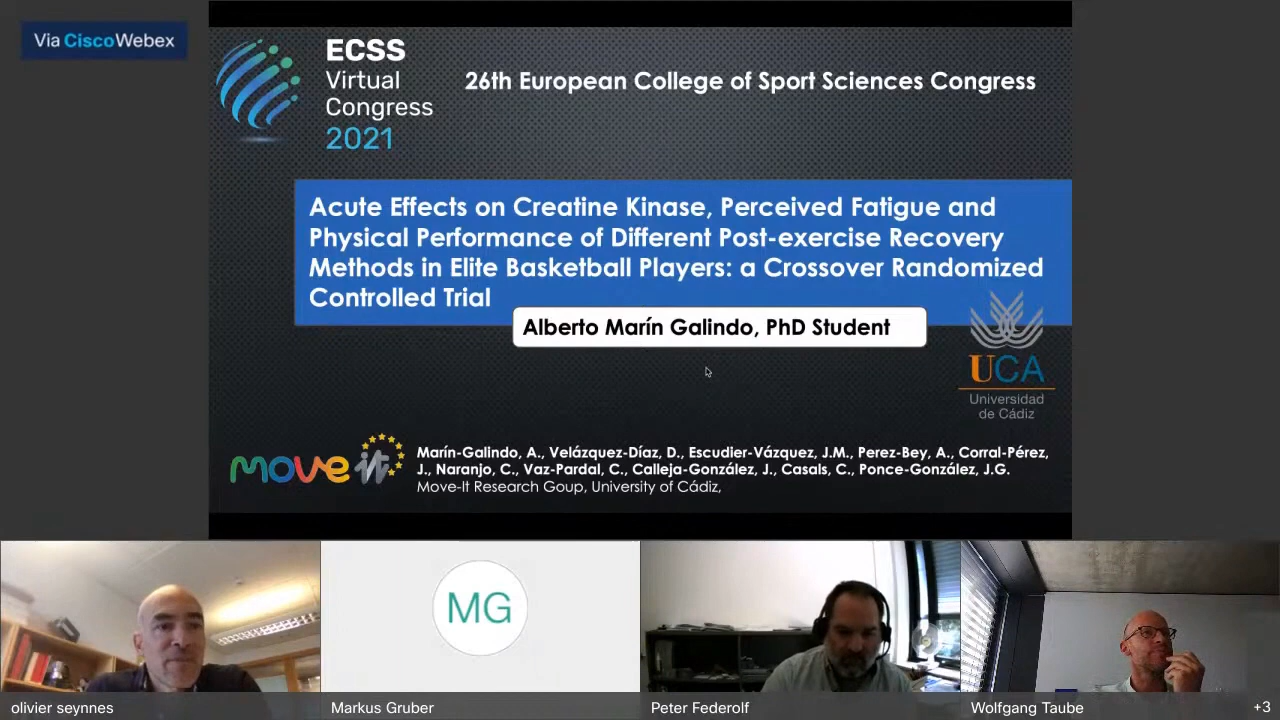 Via CiscoWebex
ECSS
Virtual
Congress
2021
26th European College of Sport Sciences Congress
Acute Effects on Creatine Kinase, Perceived Fatigue and
Physical Performance of Different Post-exercise Recovery
Methods in Elite Basketball Players: a Crossover Randomized
Controlled Trial
Alberto Marín Galindo, PhD Student
UCA
Universidad
de Cádiz
move it
Marín-Galindo, A., Velázquez-Díaz, D., Escudier-Vázquez, J.M., Perez-Bey, A., Corral-Pérez,
J., Naranjo, C., Vaz-Pardal, C., Calleja-González, J., Casals, C., Ponce-González, J.G.
Move-It Research Goup, University of Cádiz,
MG
olivier seynnes
Markus Gruber
Peter Federolf
Wolfgang Taube
+3